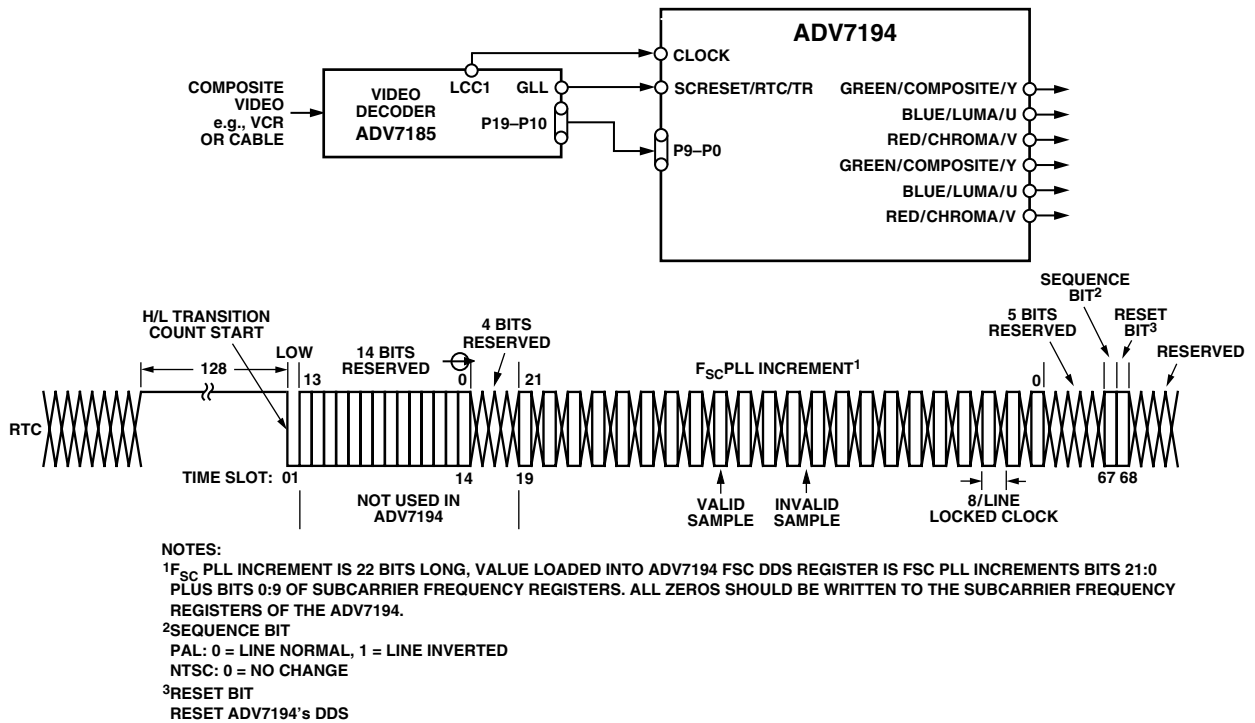 ADV7194
CLOCK
SCRESET/RTC/TR
P9–P0
GREEN/COMPOSITE/Y
BLUE/LUMA/U
RED/CHROMA/V
GREEN/COMPOSITE/Y
BLUE/LUMA/U
RED/CHROMA/V
COMPOSITE
VIDEO
e.g., VCR
OR CABLE
VIDEO
DECODER
ADV7185
LCC1
GLL
P19–P10
H/L TRANSITION
COUNT START
128
LOW
13
14 BITS
RESERVED
0
4 BITS
RESERVED
21
FSC PLL INCREMENT1
0
5 BITS
RESERVED
SEQUENCE
BIT2
RESET
BIT3
RESERVED
RTC
TIME SLOT: 01
14
19
67 68
NOT USED IN
ADV7194
VALID
SAMPLE
INVALID
SAMPLE
8/LINE
LOCKED CLOCK
NOTES:
1FSC PLL INCREMENT IS 22 BITS LONG, VALUE LOADED INTO ADV7194 FSC DDS REGISTER IS FSC PLL INCREMENTS BITS 21:0
PLUS BITS 0:9 OF SUBCARRIER FREQUENCY REGISTERS. ALL ZEROS SHOULD BE WRITTEN TO THE SUBCARRIER FREQUENCY
REGISTERS OF THE ADV7194.
2SEQUENCE BIT
PAL: 0 = LINE NORMAL, 1 = LINE INVERTED
NTSC: 0 = NO CHANGE
3RESET BIT
RESET ADV7194's DDS